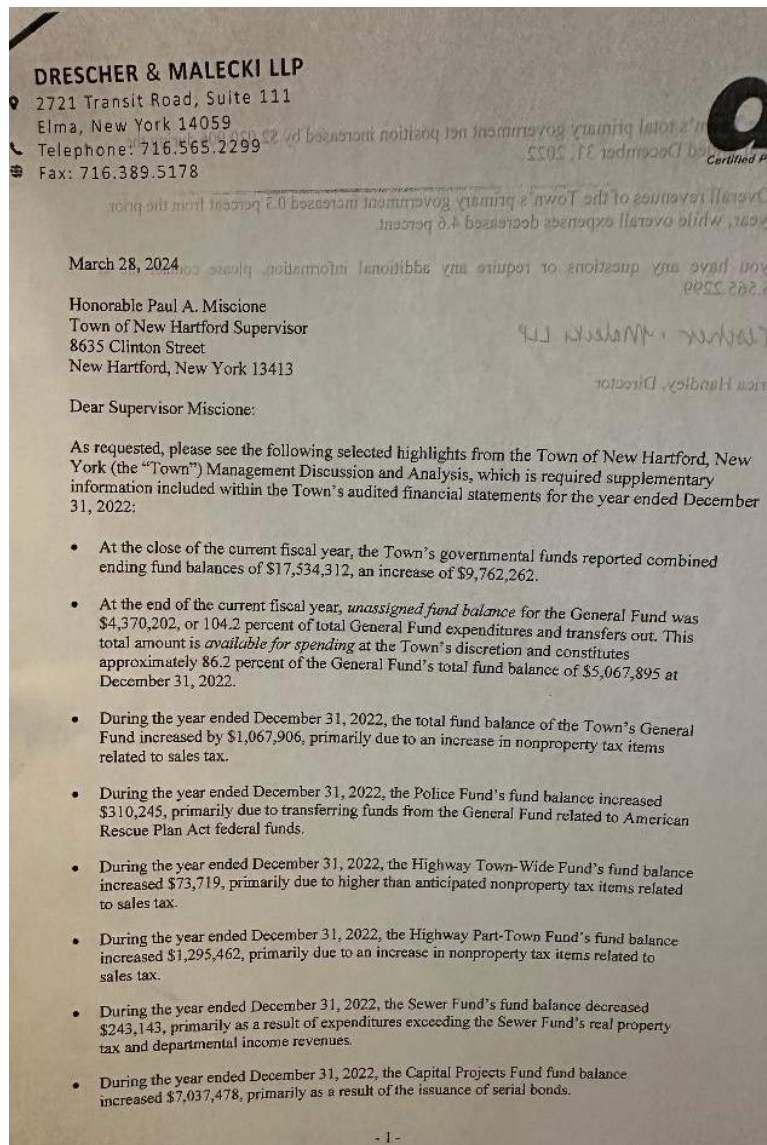 DRESCHER & MALECKI LLP
2721 Transit Road, Suite 111
Elma, New York 14059
Telephone: 716.565.2299
Fax: 716.389.5178
Certified P
March 28, 2024
Honorable Paul A. Miscione
Town of New Hartford Supervisor
8635 Clinton Street
New Hartford, New York 13413
Dear Supervisor Miscione:
As requested, please see the following selected highlights from the Town of New Hartford, New
York (the “Town”) Management Discussion and Analysis, which is required supplementary
information included within the Town’s audited financial statements for the year ended December
31, 2022:
• At the close of the current fiscal year, the Town’s governmental funds reported combined
ending fund balances of $17,534,312, an increase of $9,762,262.
• At the end of the current fiscal year, unassigned fund balance for the General Fund was
$4,370,202, or 104.2 percent of total General Fund expenditures and transfers out. This
total amount is available for spending at the Town’s discretion and constitutes
approximately 86.2 percent of the General Fund’s total fund balance of $5,067,895 at
December 31, 2022.
• During the year ended December 31, 2022, the total fund balance of the Town’s General
Fund increased by $1,067,906, primarily due to an increase in nonproperty tax items
related to sales tax.
• During the year ended December 31, 2022, the Police Fund’s fund balance increased
$310,245, primarily due to transferring funds from the General Fund related to American
Rescue Plan Act federal funds.
• During the year ended December 31, 2022, the Highway Town-Wide Fund’s fund balance
increased $73,719, primarily due to higher than anticipated nonproperty tax items related
to sales tax.
• During the year ended December 31, 2022, the Highway Part-Town Fund’s fund balance
increased $1,295,462, primarily due to an increase in nonproperty tax items related to
sales tax.
• During the year ended December 31, 2022, the Sewer Fund’s fund balance decreased
$243,143, primarily as a result of expenditures exceeding the Sewer Fund’s real property
tax and departmental income revenues.
• During the year ended December 31, 2022, the Capital Projects Fund fund balance
increased $7,037,478, primarily as a result of the issuance of serial bonds.
- 1 -